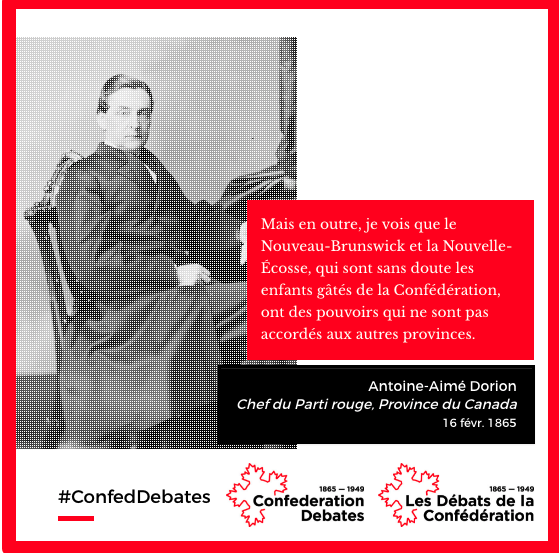 Mais en outre, je vois que le
Nouveau-Brunswick et la Nouvelle-
Écosse, qui sont sans doute les
enfants gâtés de la Confédération,
ont des pouvoirs qui ne sont pas
accordés aux autres provinces.
Antoine-Aimé Dorion
Chef du Parti rouge, Province du Canada
16 févr. 1865
#ConfedDebates
1865 — 1949
Confederation
Debates
1865 — 1949
Les Débats de la
Confédération